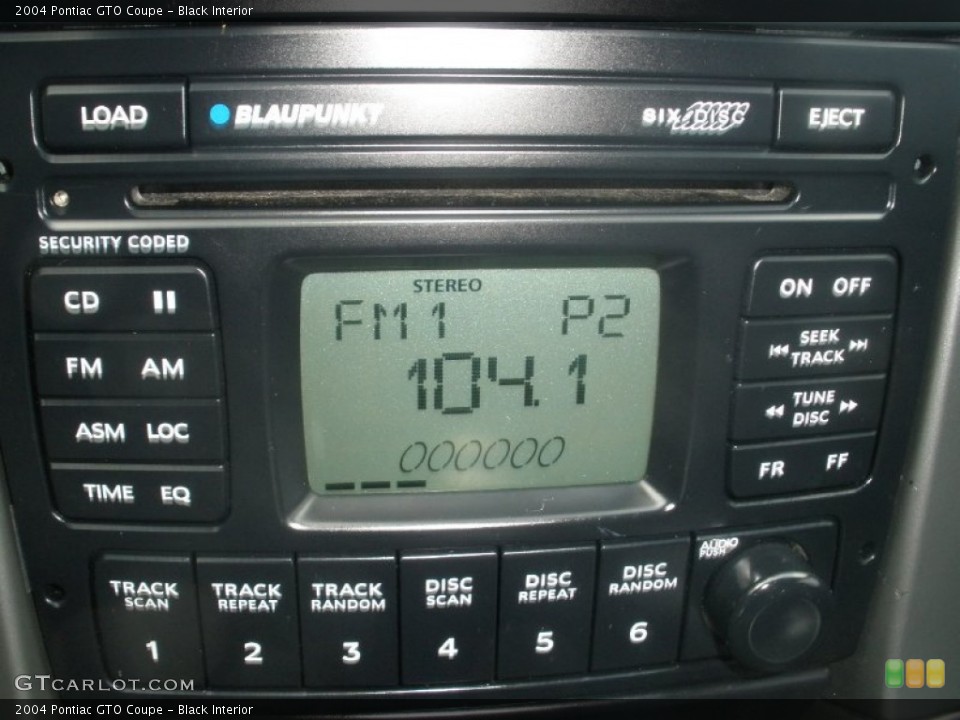 2004 Pontiac GTO Coupe - Black Interior
LOAD
BLAUPUNKT
SIX DISC
EJECT
SECURITY CODED
CD
FM AM
ASM LOC
TIME EQ
STEREO
FM1 P2
104.1
000000
ON OFF
SEEK
TRACK
TUNE
DISC
FR FF
TRACK
SCAN
1
TRACK
REPEAT
2
TRACK
RANDOM
3
DISC
SCAN
4
DISC
REPEAT
5
DISC
RANDOM
6
AUDIO
PUSH
GTCARLOT.COM
2004 Pontiac GTO Coupe - Black Interior